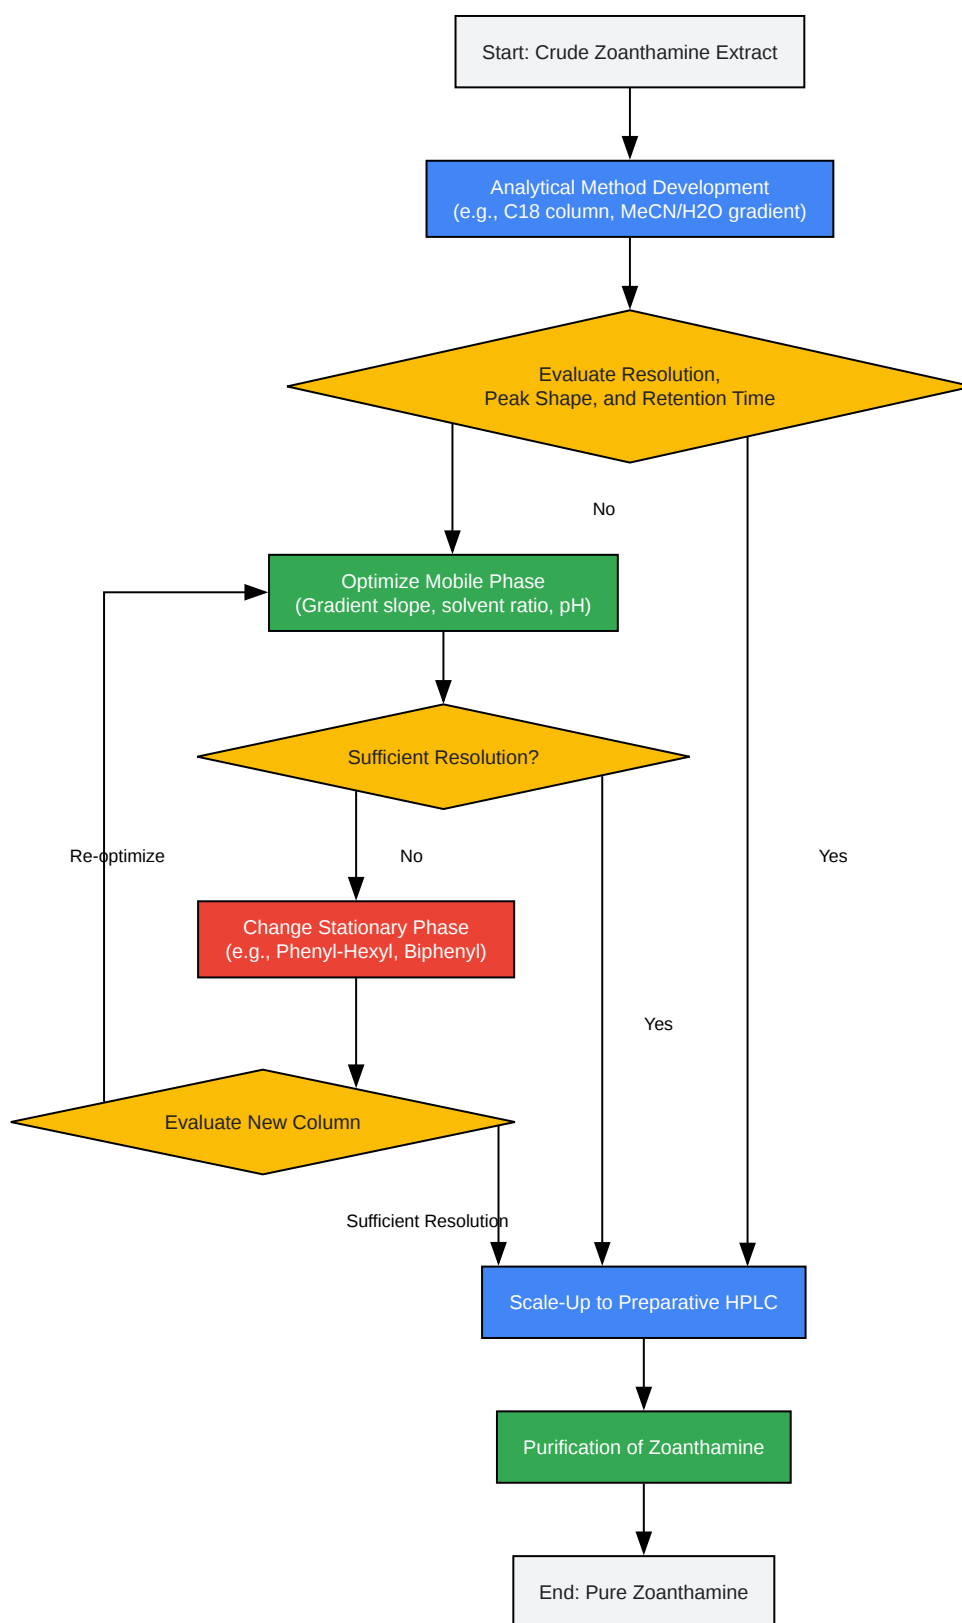 Start: Crude Zoanthamine Extract
Analytical Method Development
(e.g., C18 column, MeCN/H2O gradient)
Evaluate Resolution,
Peak Shape, and Retention Time
No
Optimize Mobile Phase
(Gradient slope, solvent ratio, pH)
Sufficient Resolution?
Re-optimize
No
Yes
Change Stationary Phase
(e.g., Phenyl-Hexyl, Biphenyl)
Yes
Evaluate New Column
Sufficient Resolution
Scale-Up to Preparative HPLC
Purification of Zoanthamine
End: Pure Zoanthamine